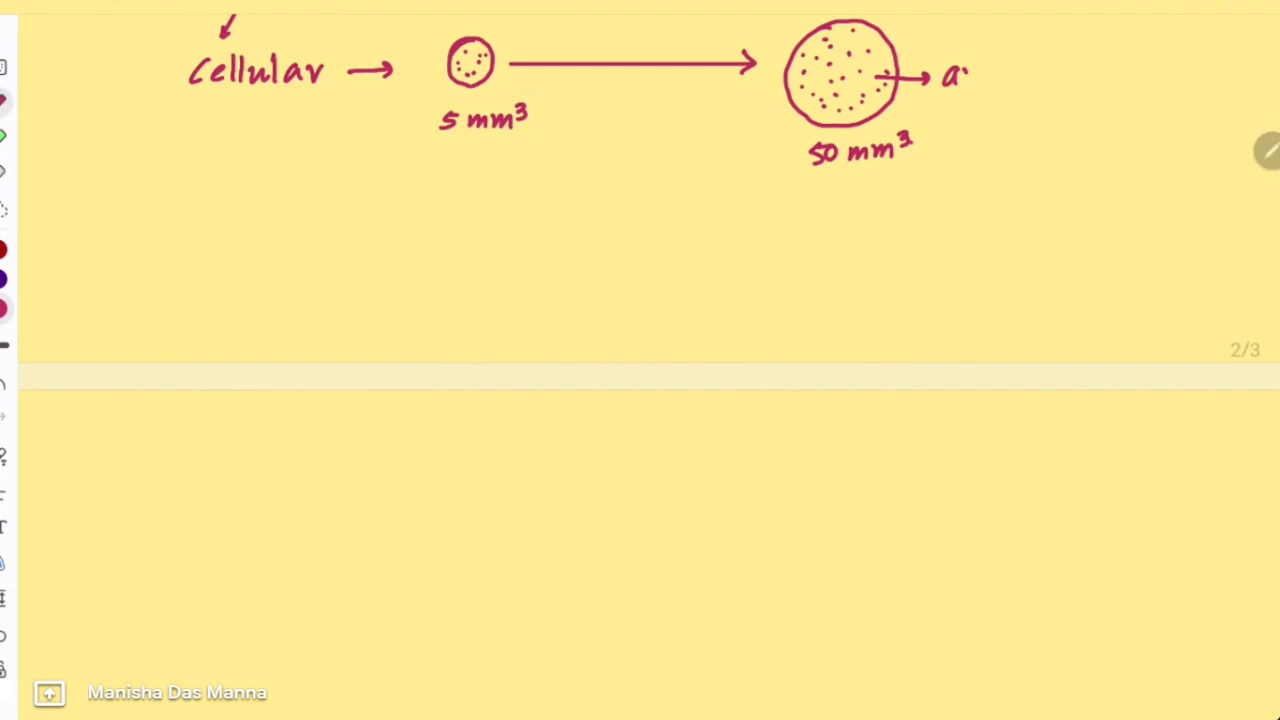 Cellular → → → a
5 mm³
50 mm³
2/3
Manisha Das Manna